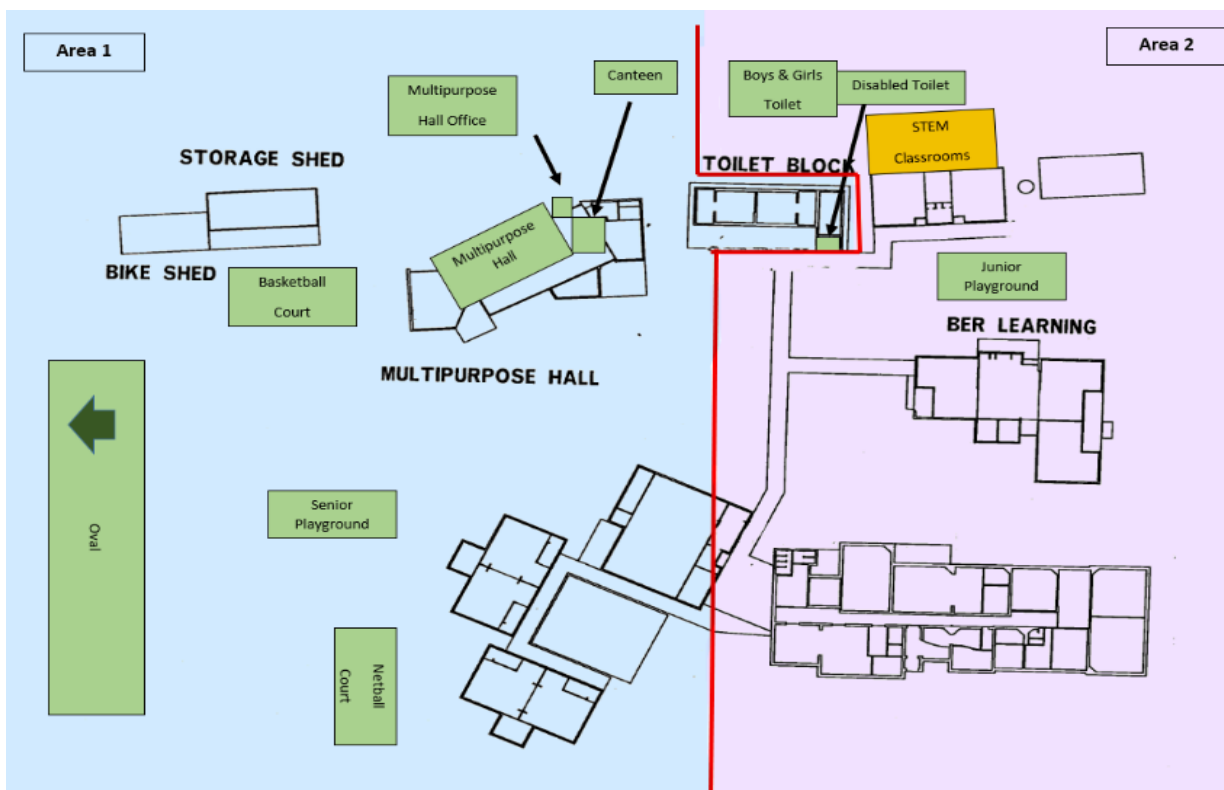 Area 1
Area 2
Canteen
Boys & Girls
Toilet
Disabled Toilet
Multipurpose
Hall Office
STEM
Classrooms
STORAGE SHED
TOILET BLOCK
Multipurpose
Hall
BIKE SHED
Basketball
Court
Junior
Playground
BER LEARNING
MULTIPURPOSE HALL
Oval
Senior
Playground
Netball
Court